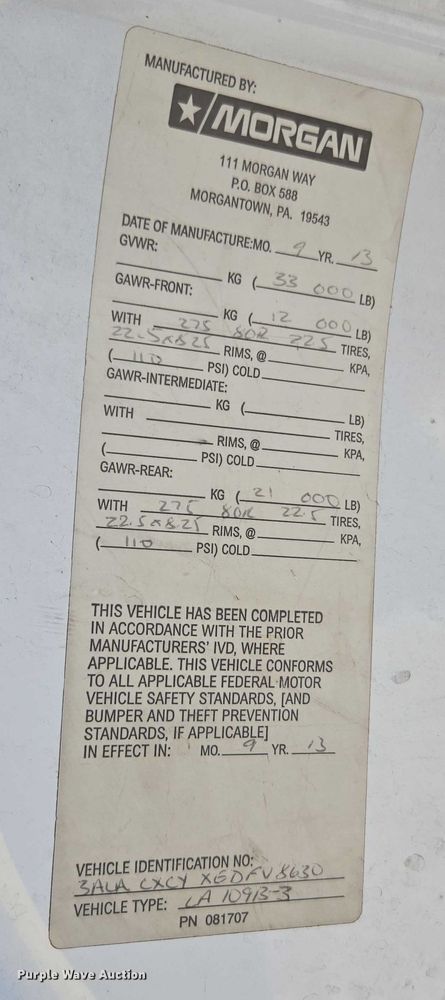 MANUFACTURED BY:
MORGAN
111 MORGAN WAY
P.O. BOX 588
MORGANTOWN, PA. 19543
DATE OF MANUFACTURE:MO. 9 YR. 13
GVWR:
KG ( 33 000 LB)
GAWR-FRONT:
KG ( 12 000 LB)
WITH 275 80R 22.5 TIRES,
22.5x8.25 RIMS, @ KPA,
( 110 PSI) COLD
GAWR-INTERMEDIATE:
KG ( LB)
WITH TIRES,
RIMS, @ KPA,
( PSI) COLD
GAWR-REAR:
KG ( 21 000 LB)
WITH 275 80R 22.5 TIRES,
22.5x8.25 RIMS, @ KPA,
( 110 PSI) COLD
THIS VEHICLE HAS BEEN COMPLETED
IN ACCORDANCE WITH THE PRIOR
MANUFACTURERS' IVD, WHERE
APPLICABLE. THIS VEHICLE CONFORMS
TO ALL APPLICABLE FEDERAL MOTOR
VEHICLE SAFETY STANDARDS, [AND
BUMPER AND THEFT PREVENTION
STANDARDS, IF APPLICABLE]
IN EFFECT IN: MO. 9 YR. 13
VEHICLE IDENTIFICATION NO:
3ALA CXCY XEDFV8630
VEHICLE TYPE: LA 10913-3
PN 081707
Purple Wave Auction